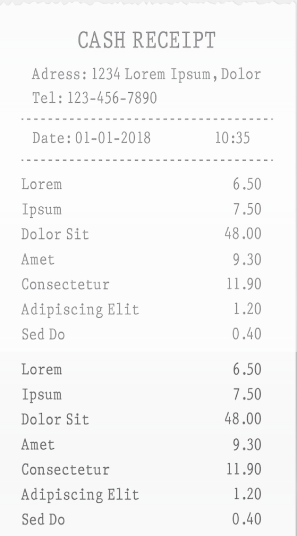 CASH RECEIPT
Adress: 1234 Lorem Ipsum, Dolor
Tel: 123-456-7890
Date: 01-01-2018 10:35
Lorem 6.50
Ipsum 7.50
Dolor Sit 48.00
Amet 9.30
Consectetur 11.90
Adipiscing Elit 1.20
Sed Do 0.40
Lorem 6.50
Ipsum 7.50
Dolor Sit 48.00
Amet 9.30
Consectetur 11.90
Adipiscing Elit 1.20
Sed Do 0.40